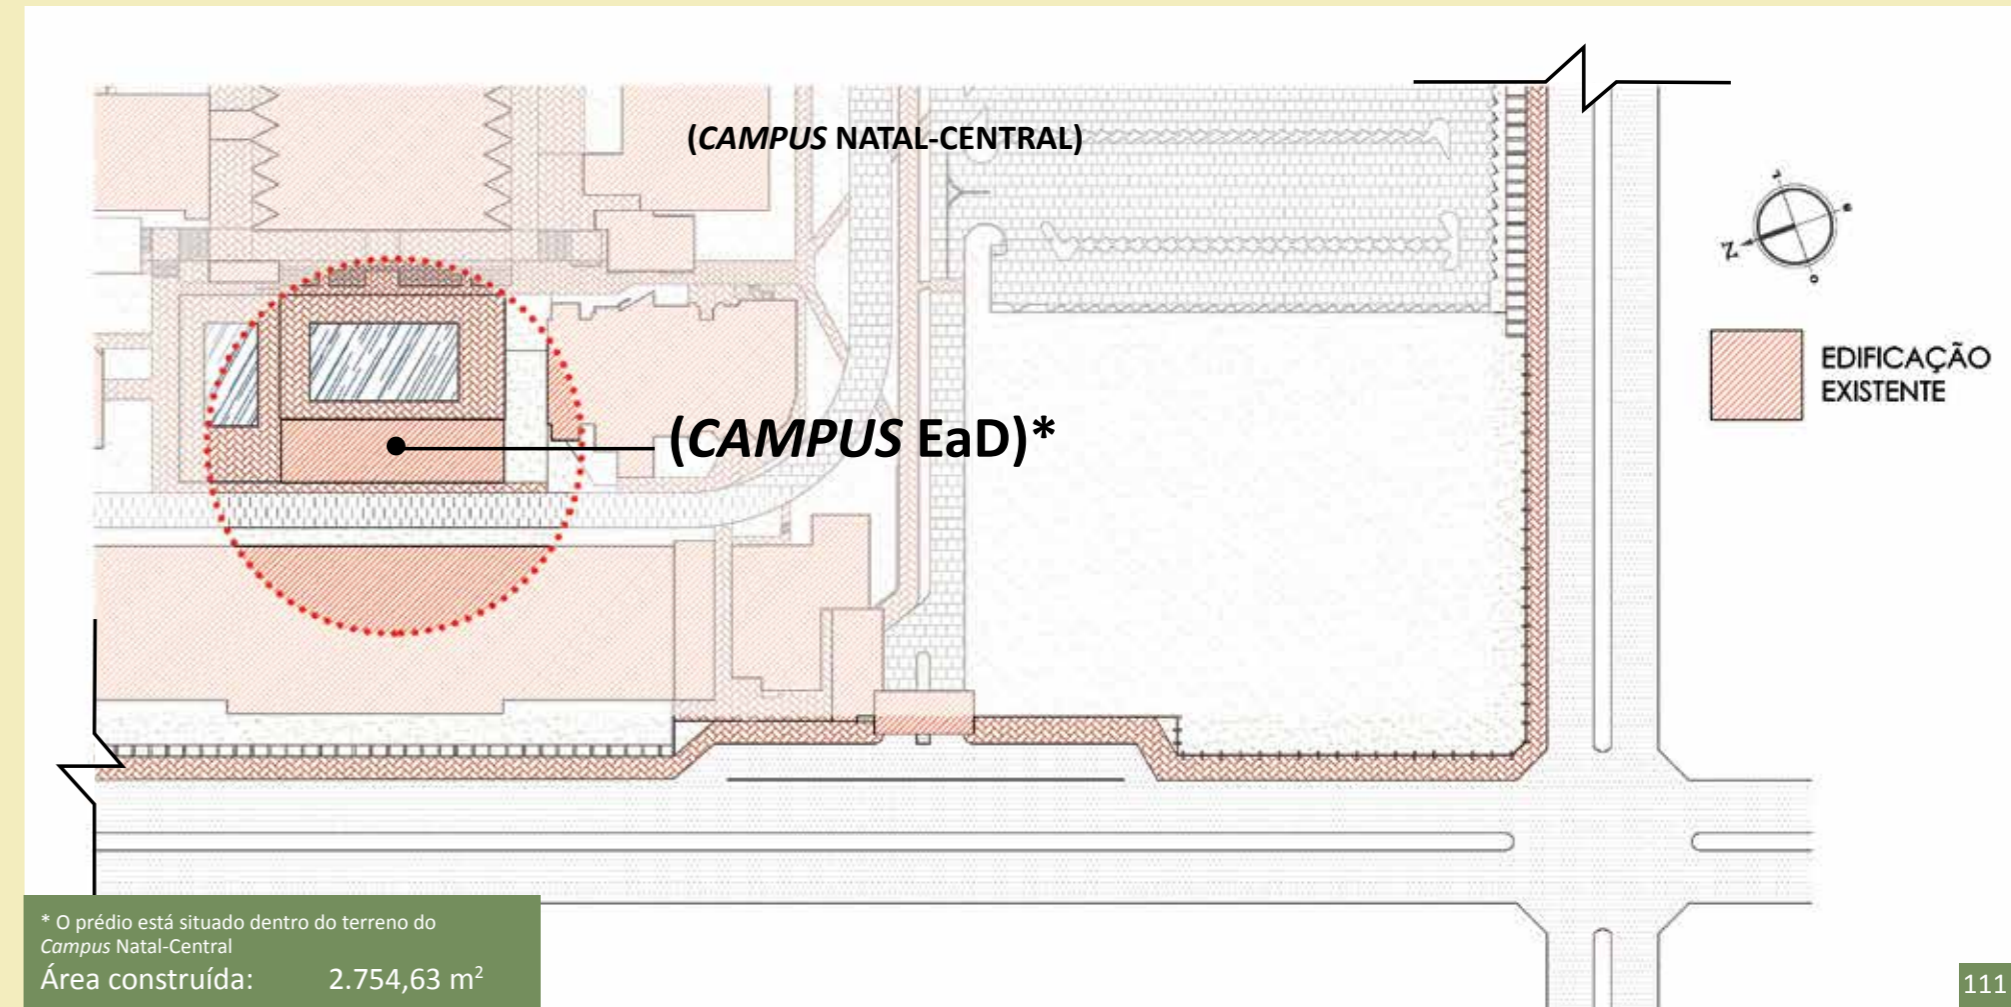 (CAMPUS NATAL-CENTRAL)
N
L
S
O
EDIFICAÇÃO
EXISTENTE
(CAMPUS EaD)*
* O prédio está situado dentro do terreno do
Campus Natal-Central
Área construída: 2.754,63 m²
111